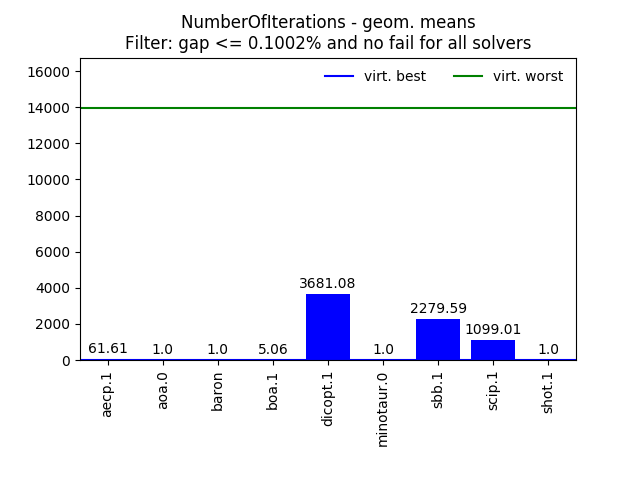 NumberOfIterations - geom. means
Filter: gap <= 0.1002% and no fail for all solvers
virt. best
virt. worst
16000
14000
12000
10000
8000
6000
4000
2000
0
61.61
1.0
1.0
5.06
3681.08
1.0
2279.59
1099.01
1.0
aecp.1
aoa.0
baron
boa.1
dicopt.1
minotaur.0
sbb.1
scip.1
shot.1